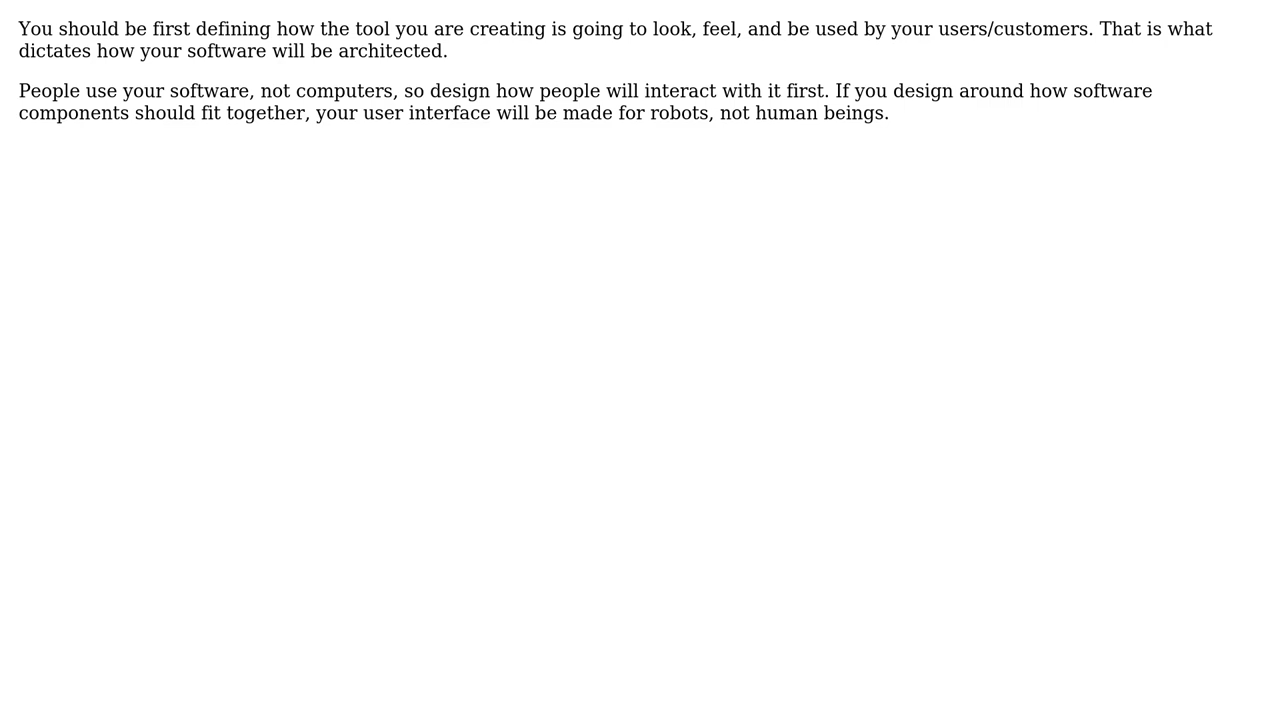 You should be first defining how the tool you are creating is going to look, feel, and be used by your users/customers. That is what
dictates how your software will be architected.
People use your software, not computers, so design how people will interact with it first. If you design around how software
components should fit together, your user interface will be made for robots, not human beings.